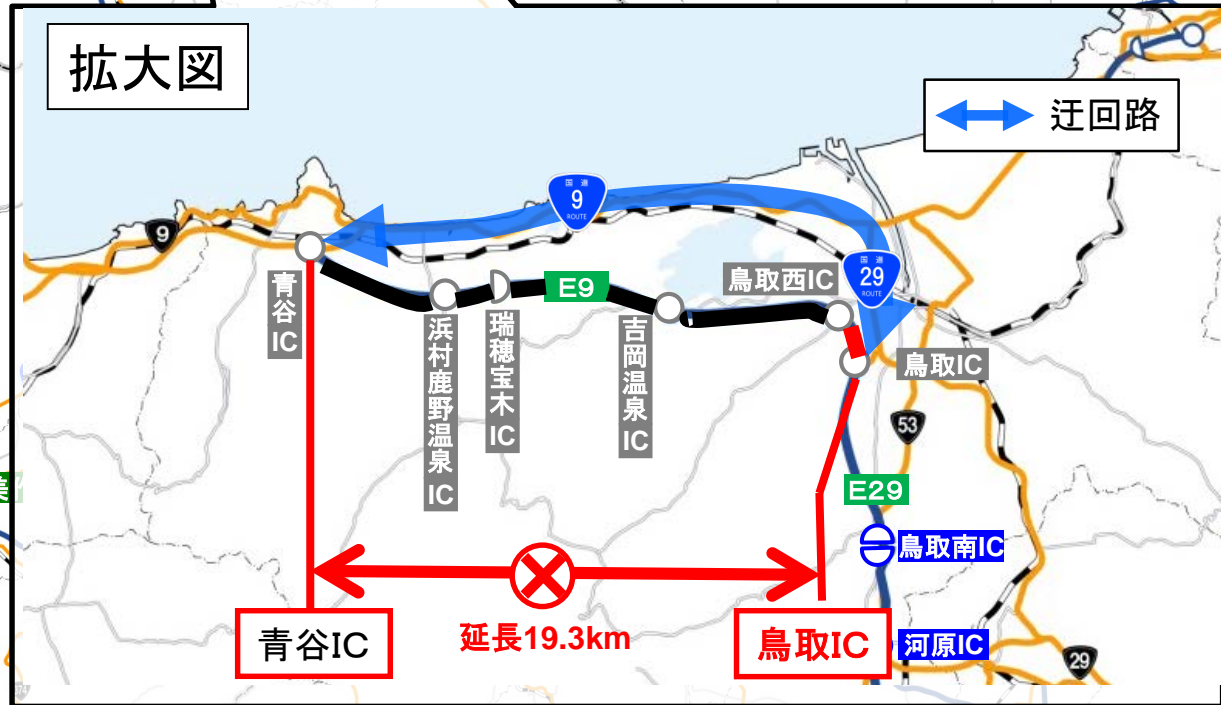 拡大図
迂回路
国道
9
ROUTE
9
国道
29
ROUTE
鳥取西IC
青谷IC
E9
浜村鹿野温泉IC
瑞穂宝木IC
吉岡温泉IC
鳥取IC
53
E29
鳥取南IC
延長19.3km
青谷IC
鳥取IC
河原IC
29